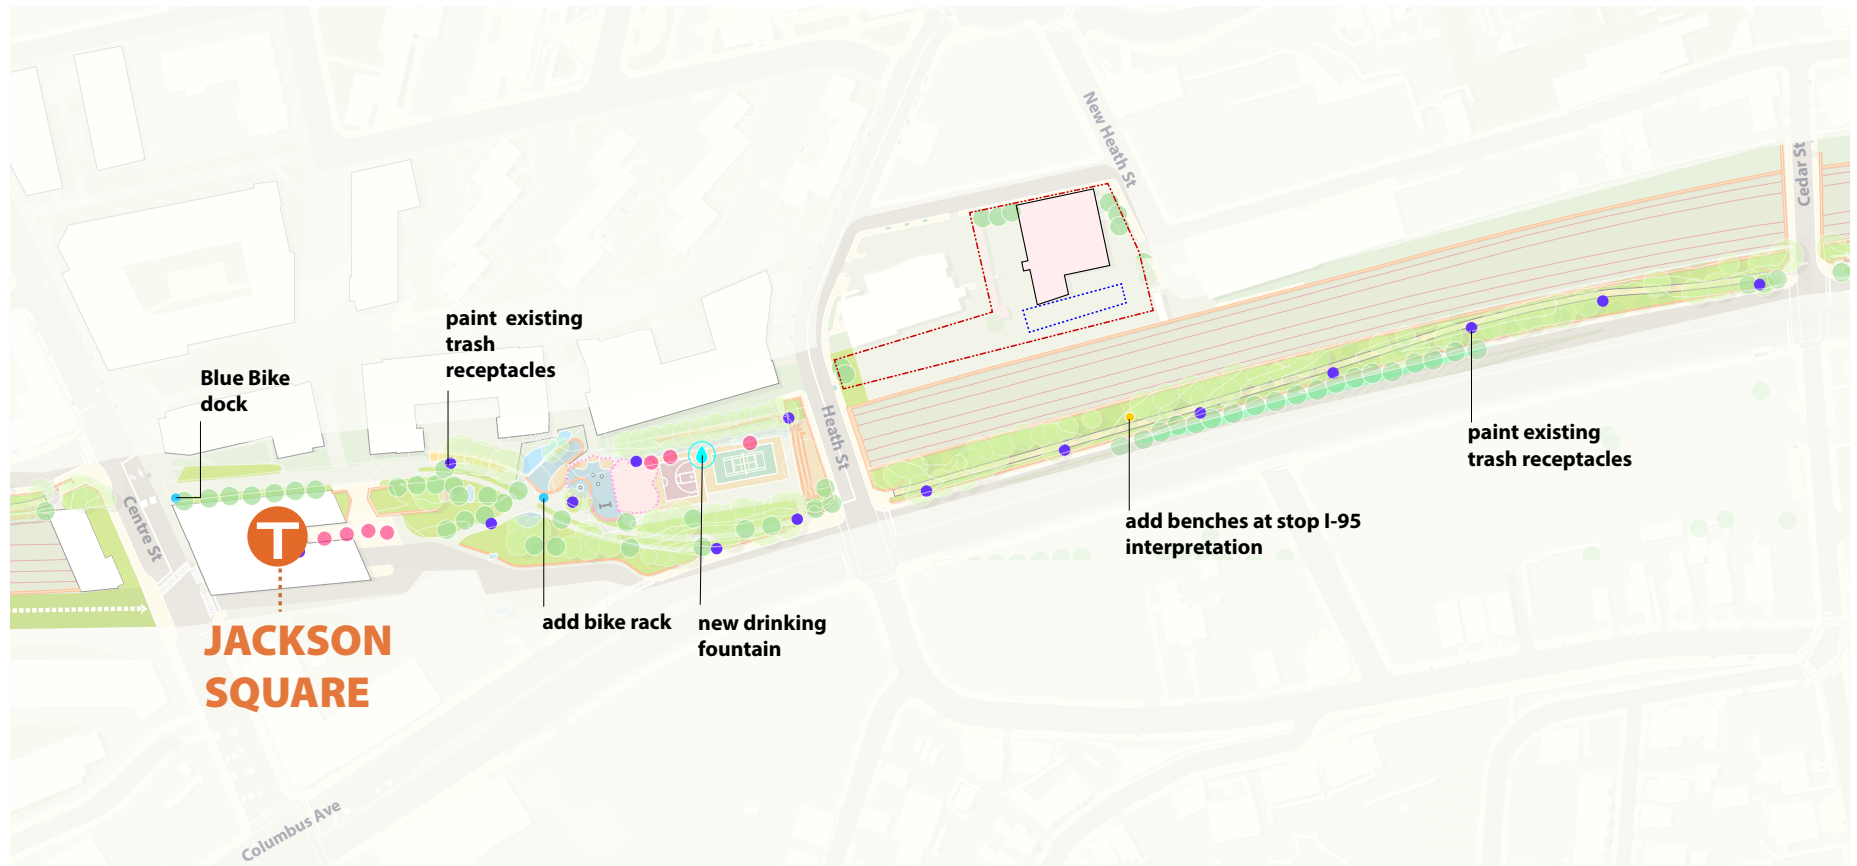 New Heath St
Cedar St
paint existing
trash
receptacles
Blue Bike
dock
Heath St
paint existing
trash receptacles
Centre St
T
add benches at stop I-95
interpretation
add bike rack
new drinking
fountain
JACKSON
SQUARE
Columbus Ave